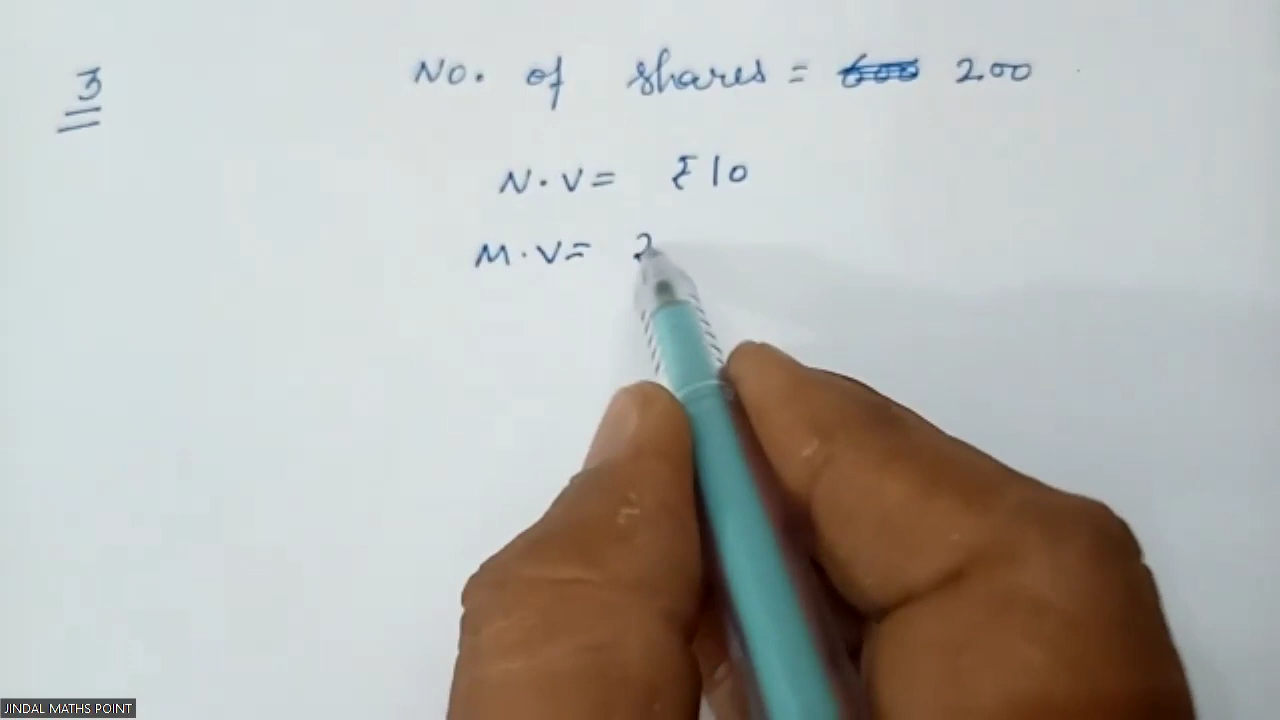 3
No. of shares = 600 200
N.V= ₹10
M.V=
JINDAL MATHS POINT